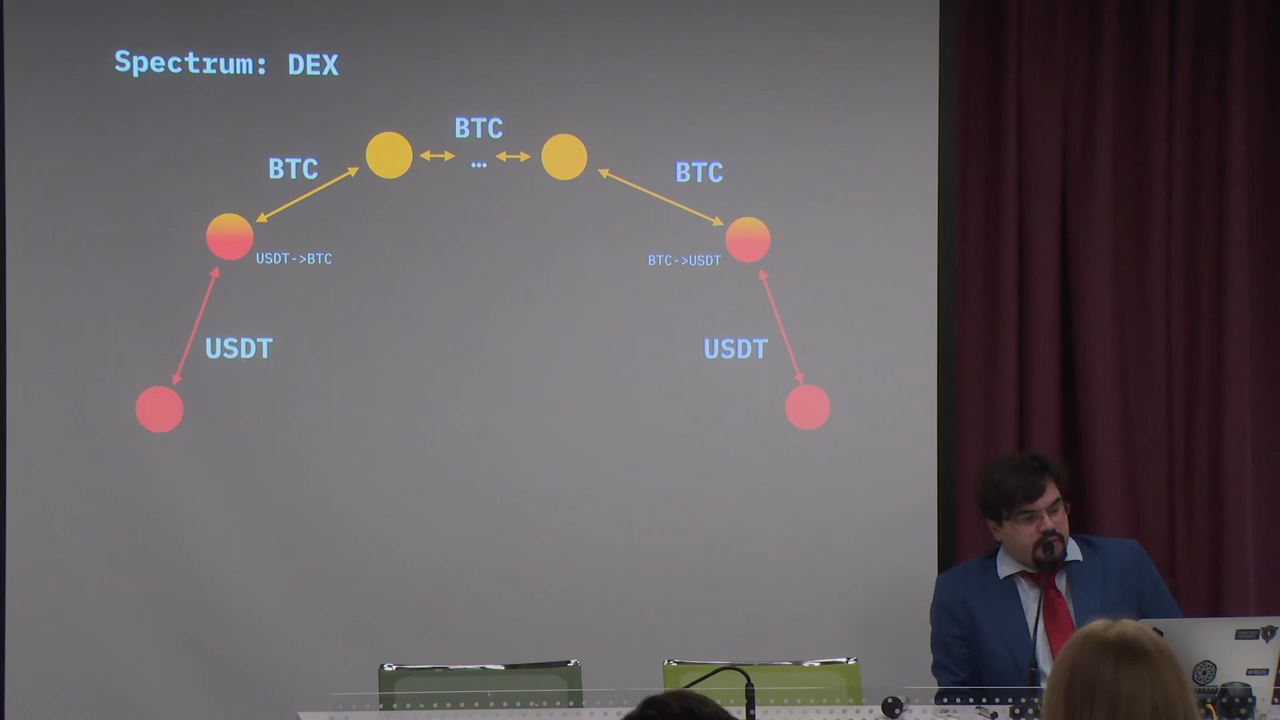 Spectrum: DEX
BTC
...
BTC
BTC
USDT->BTC
BTC->USDT
USDT
USDT